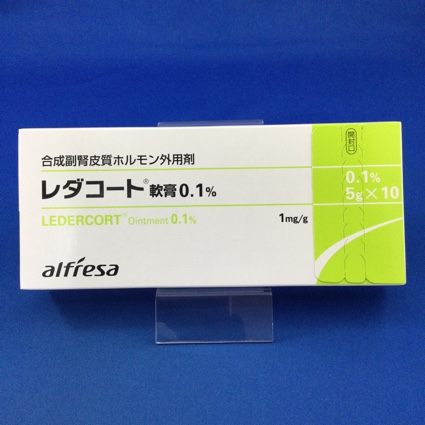 開封口
合成副腎皮質ホルモン外用剤
レダコート® 軟膏0.1%
LEDERCORT® Ointment 0.1%
1mg/g
0.1%
5g×10
alfresa